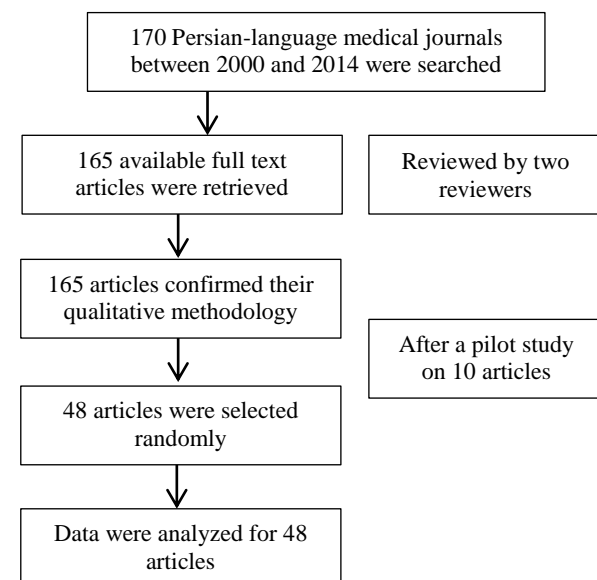 170 Persian-language medical journals
between 2000 and 2014 were searched
165 available full text
articles were retrieved
Reviewed by two
reviewers
165 articles confirmed their
qualitative methodology
After a pilot study
on 10 articles
48 articles were selected
randomly
Data were analyzed for 48
articles